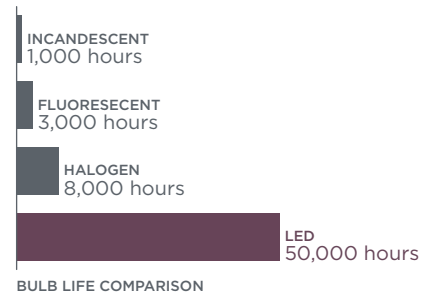 INCANDESCENT
1,000 hours
FLUORESECENT
3,000 hours
HALOGEN
8,000 hours
LED
50,000 hours
BULB LIFE COMPARISON